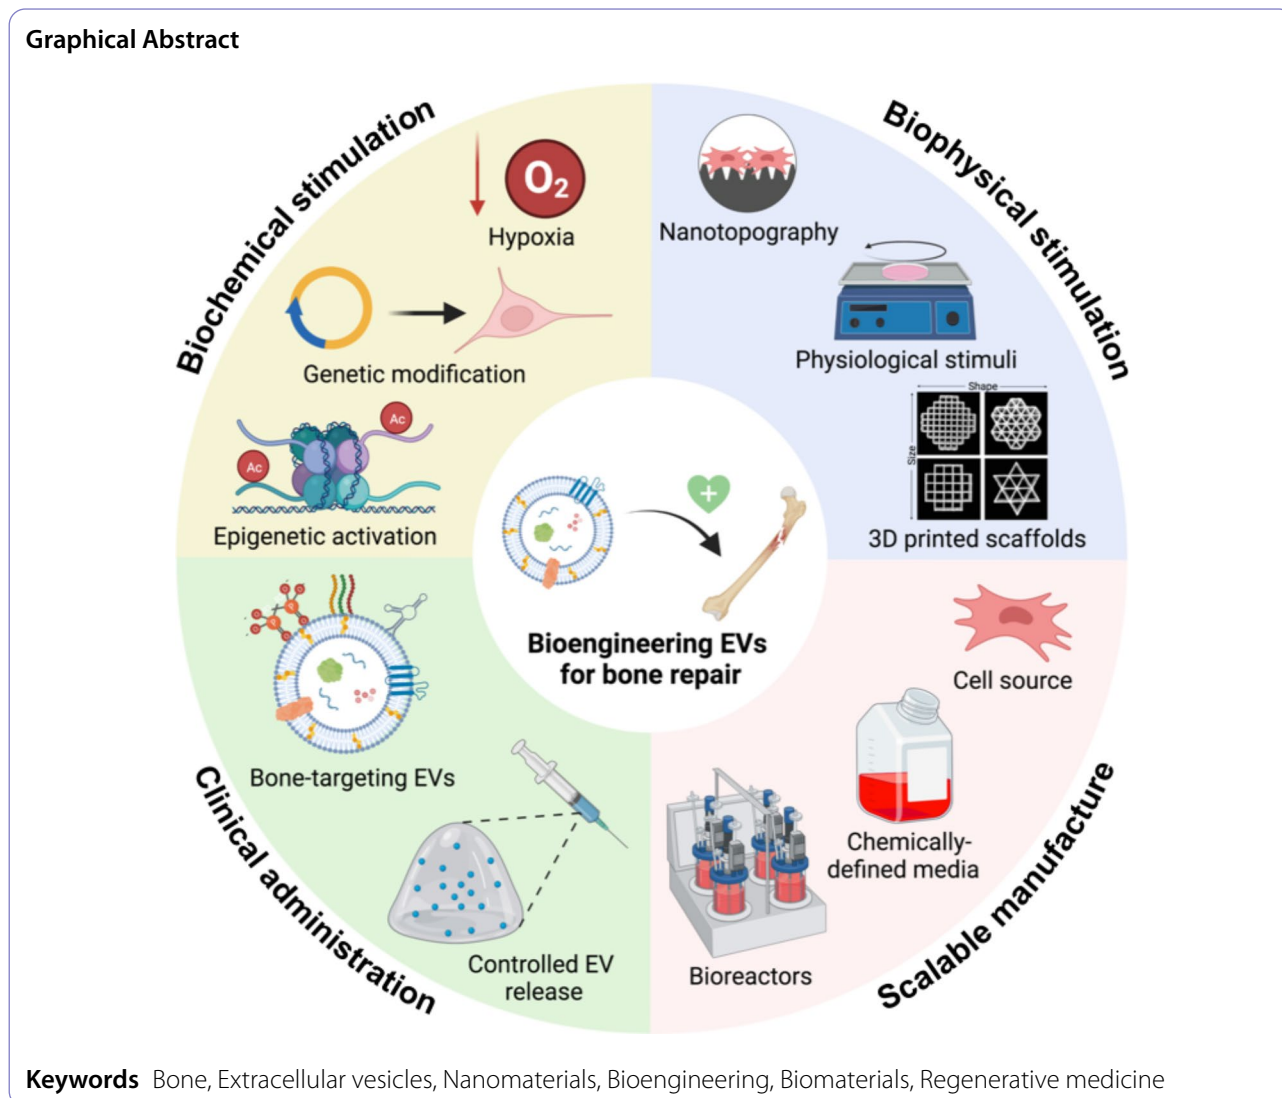 Graphical Abstract
Biochemical stimulation
O2
Hypoxia
Genetic modification
Ac
Ac
Epigenetic activation
Biophysical stimulation
Nanotopography
Physiological stimuli
Shape
Size
3D printed scaffolds
Bioengineering EVs
for bone repair
Clinical administration
Bone-targeting EVs
Controlled EV
release
Scalable manufacture
Cell source
Chemically-
defined media
Bioreactors
Keywords Bone, Extracellular vesicles, Nanomaterials, Bioengineering, Biomaterials, Regenerative medicine